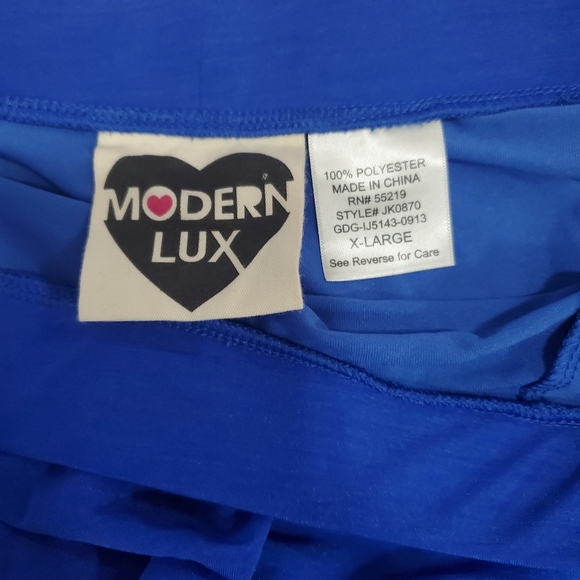 MODERN
LUX
100% POLYESTER
MADE IN CHINA
RN# 55219
STYLE# JK0870
GDG-IJ5143-0913
X-LARGE
See Reverse for Care